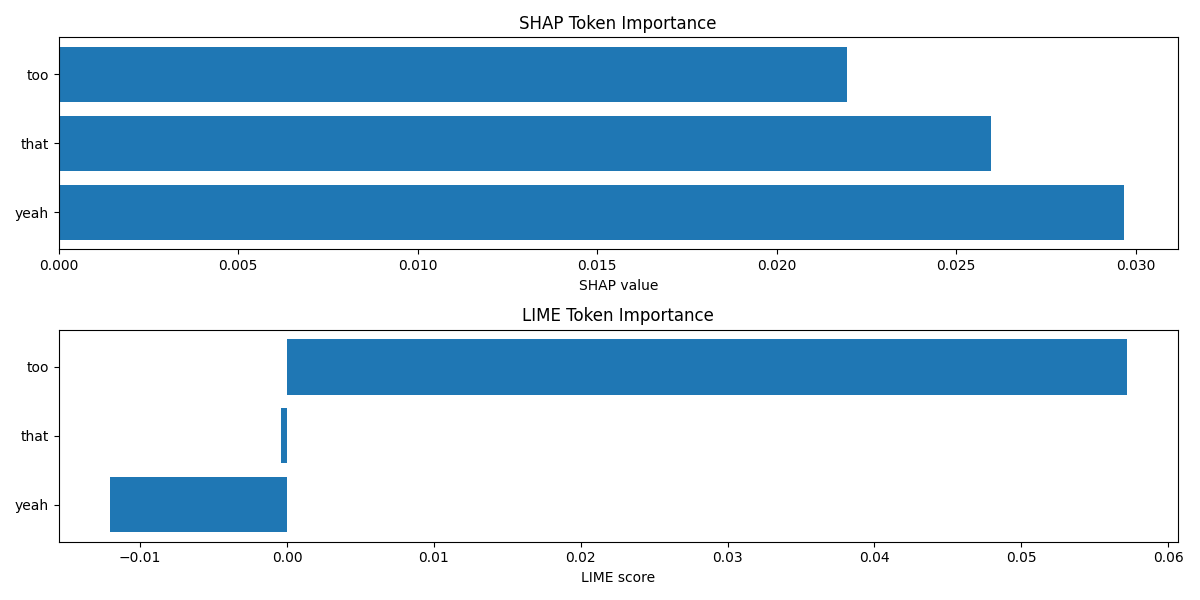 SHAP Token Importance
too
that
yeah
0.000 0.005 0.010 0.015 0.020 0.025 0.030
SHAP value
LIME Token Importance
too
that
yeah
−0.01 0.00 0.01 0.02 0.03 0.04 0.05 0.06
LIME score